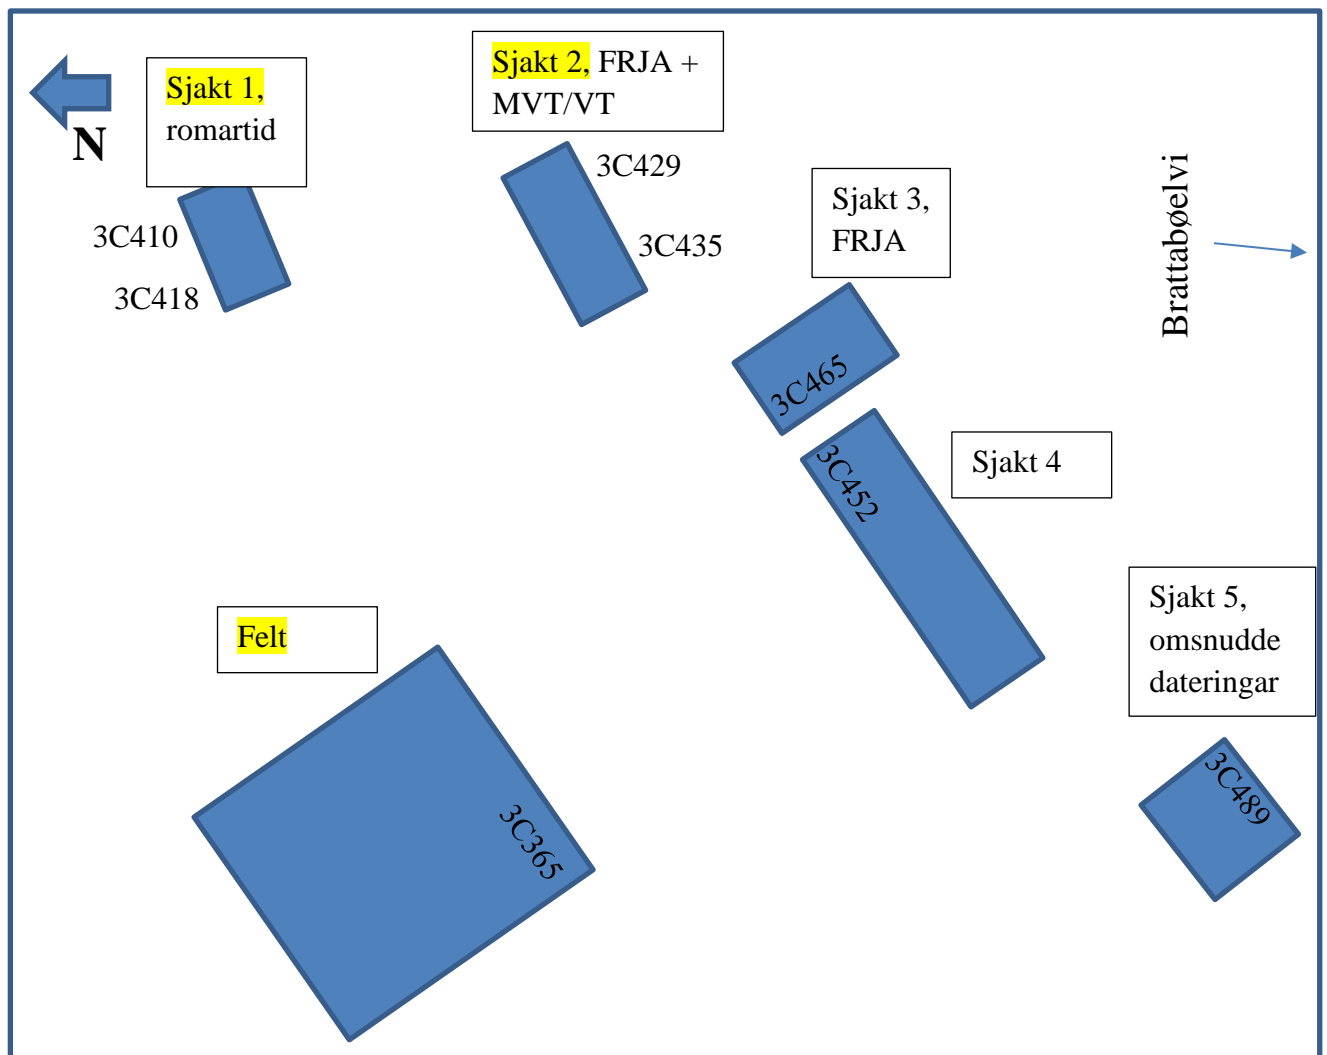 N
Sjakt 1,
romartid
3C410
3C418
Sjakt 2, FRJA +
MVT/VT
3C429
3C435
Sjakt 3,
FRJA
3C465
Brattabøelvi
3C452
Sjakt 4
Felt
3C365
Sjakt 5,
omsnudde
dateringar
3C489